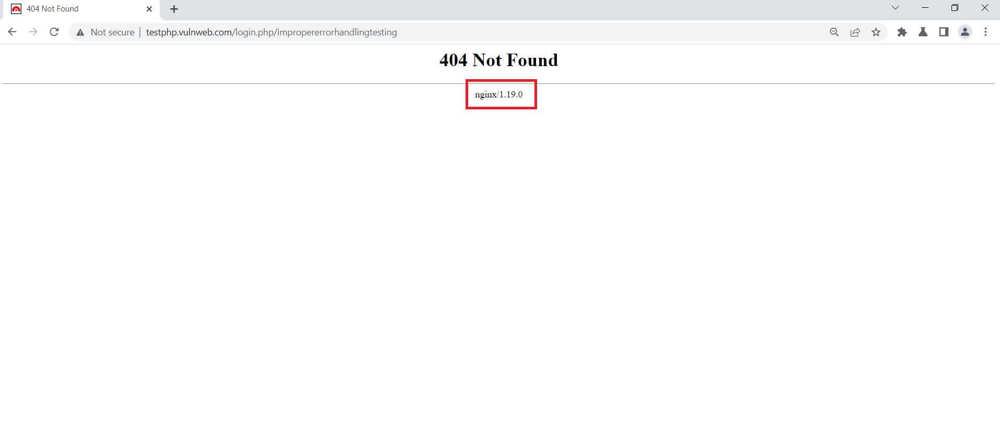 404 Not Found
Not secure | testphp.vulnweb.com/login.php/impropererrorhandlingtesting
404 Not Found
nginx/1.19.0